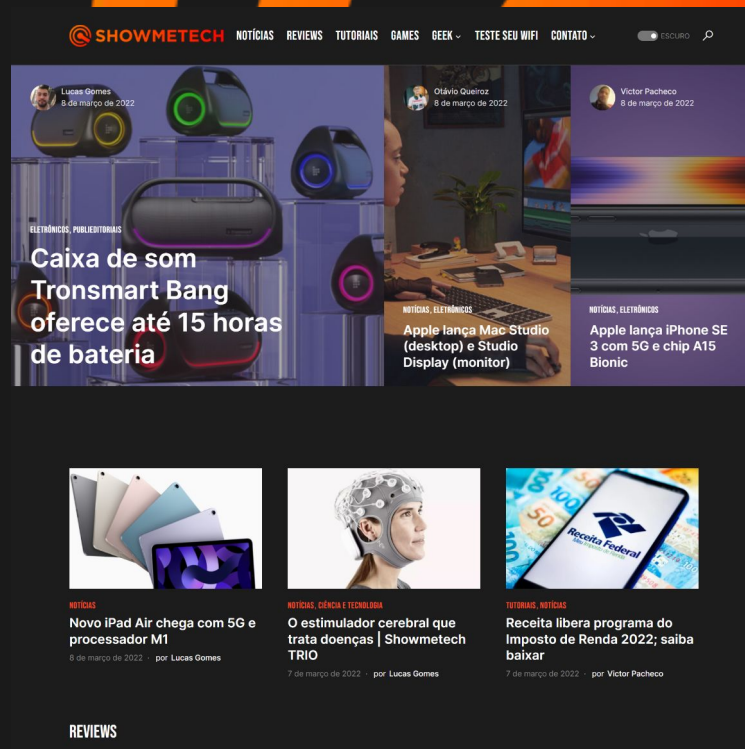 SHOWMETECH
NOTÍCIAS REVIEWS TUTORIAIS GAMES GEEK TESTE SEU WIFI CONTATO
ESCURO
Lucas Gomes
8 de março de 2022
ELETRÔNICOS, PUBLIEDITORIAIS
Caixa de som
Tronsmart Bang
oferece até 15 horas
de bateria
Otávio Queiroz
8 de março de 2022
NOTÍCIAS, ELETRÔNICOS
Apple lança Mac Studio
(desktop) e Studio
Display (monitor)
Victor Pacheco
8 de março de 2022
NOTÍCIAS, ELETRÔNICOS
Apple lança iPhone SE
3 com 5G e chip A15
Bionic
NOTÍCIAS
Novo iPad Air chega com 5G e
processador M1
8 de março de 2022 · por Lucas Gomes
NOTÍCIAS, CIÊNCIA E TECNOLOGIA
O estimulador cerebral que
trata doenças | Showmetech
TRIO
7 de março de 2022 · por Lucas Gomes
100
50
Receita Federal
TUTORIAIS, NOTÍCIAS
Receita libera programa do
Imposto de Renda 2022; saiba
baixar
7 de março de 2022 · por Victor Pacheco
REVIEWS